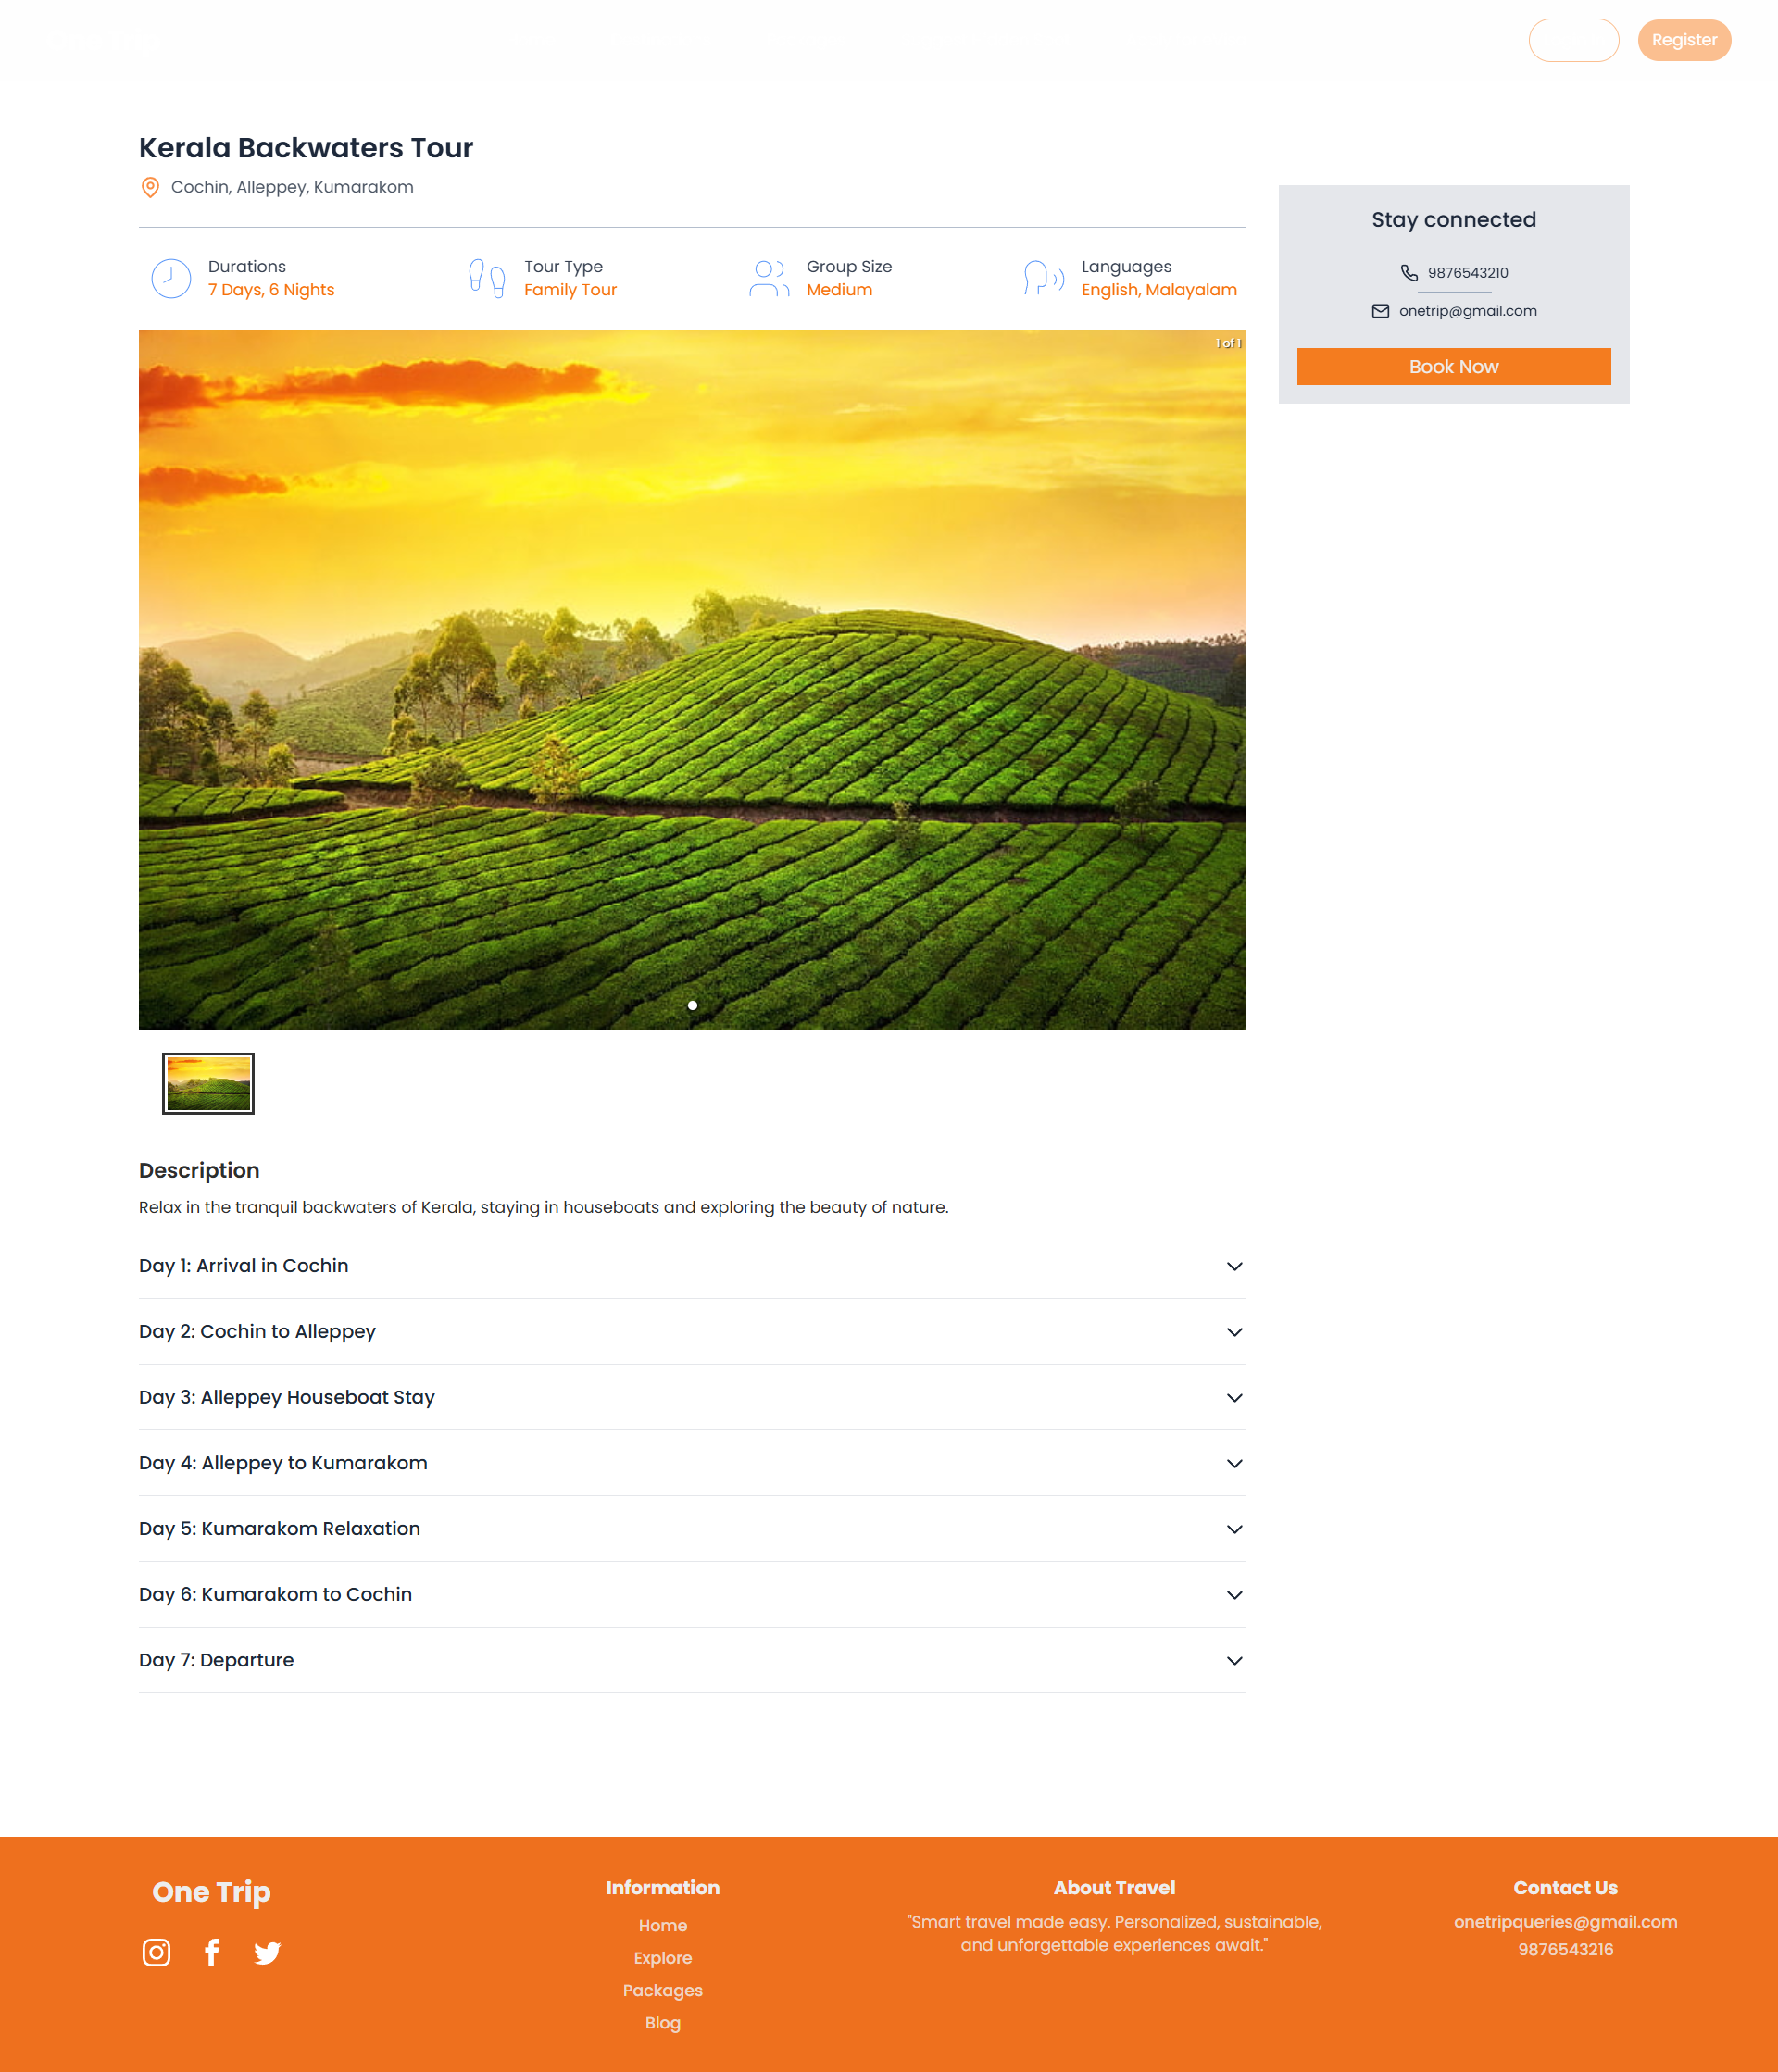 Register
Kerala Backwaters Tour
Cochin, Alleppey, Kumarakom
Durations
7 Days, 6 Nights
Tour Type
Family Tour
Group Size
Medium
Languages
English, Malayalam
Stay connected
9876543210
onetrip@gmail.com
Book Now
1 of 1
Description
Relax in the tranquil backwaters of Kerala, staying in houseboats and exploring the beauty of nature.
Day 1: Arrival in Cochin
Day 2: Cochin to Alleppey
Day 3: Alleppey Houseboat Stay
Day 4: Alleppey to Kumarakom
Day 5: Kumarakom Relaxation
Day 6: Kumarakom to Cochin
Day 7: Departure
One Trip
Information
Home
Explore
Packages
Blog
About Travel
"Smart travel made easy. Personalized, sustainable,
and unforgettable experiences await."
Contact Us
onetripqueries@gmail.com
9876543216